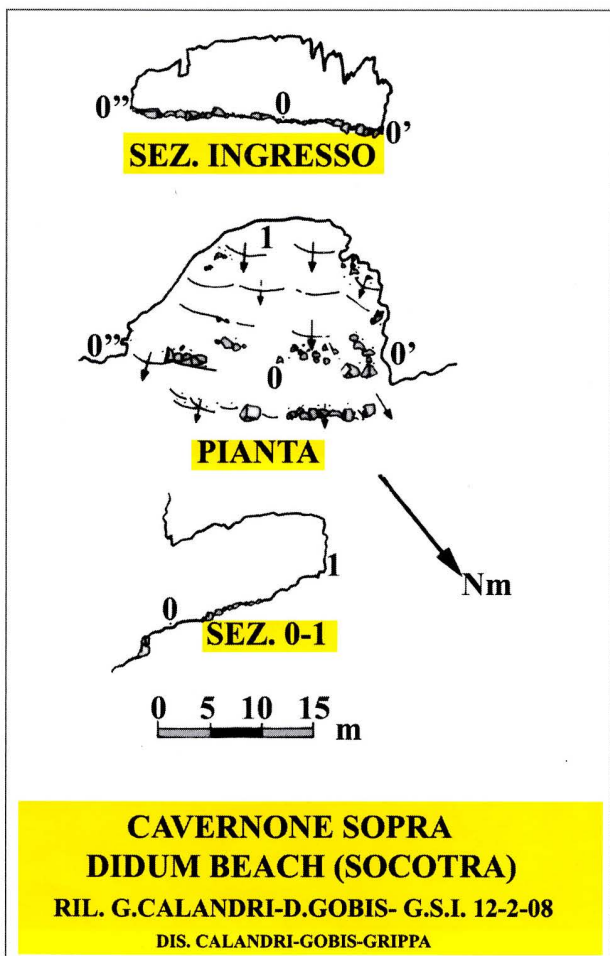 0” 0 0’
SEZ. INGRESSO
1
0” 0’
0
PIANTA
Nm
1
0
SEZ. 0-1
0 5 10 15
m
CAVERNONE SOPRA
DIDUM BEACH (SOCOTRA)
RIL. G.CALANDRI-D.GOBIS- G.S.I. 12-2-08
DIS. CALANDRI-GOBIS-GRIPPA